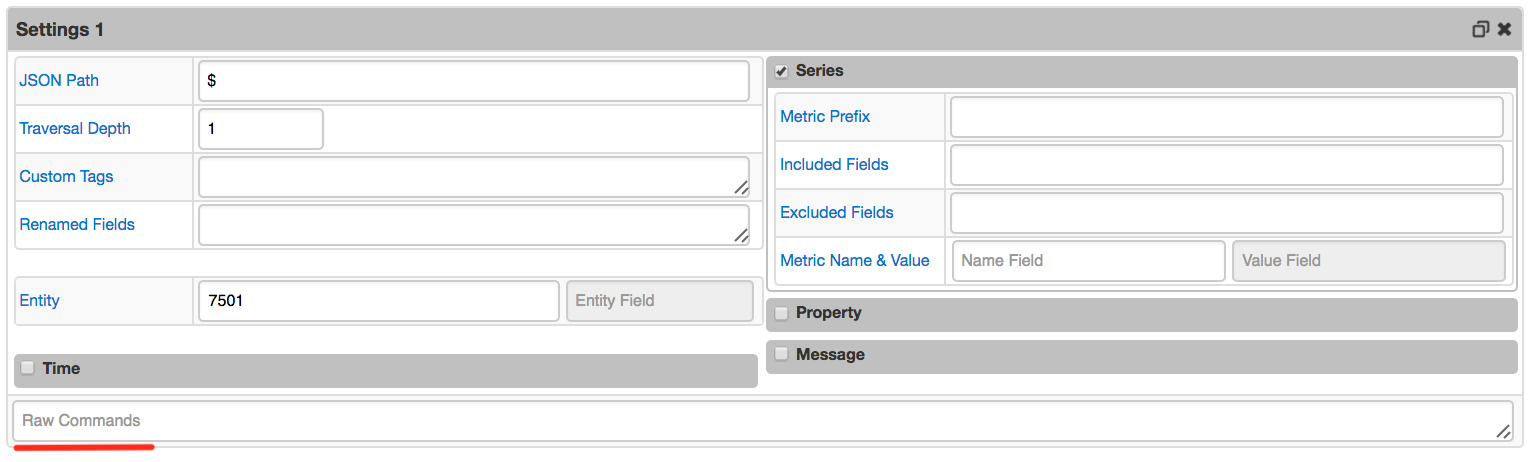 Settings 1
JSON Path $
Traversal Depth 1
Custom Tags
Renamed Fields
Entity 7501 Entity Field
Time
Series
Metric Prefix
Included Fields
Excluded Fields
Metric Name & Value Name Field Value Field
Property
Message
Raw Commands